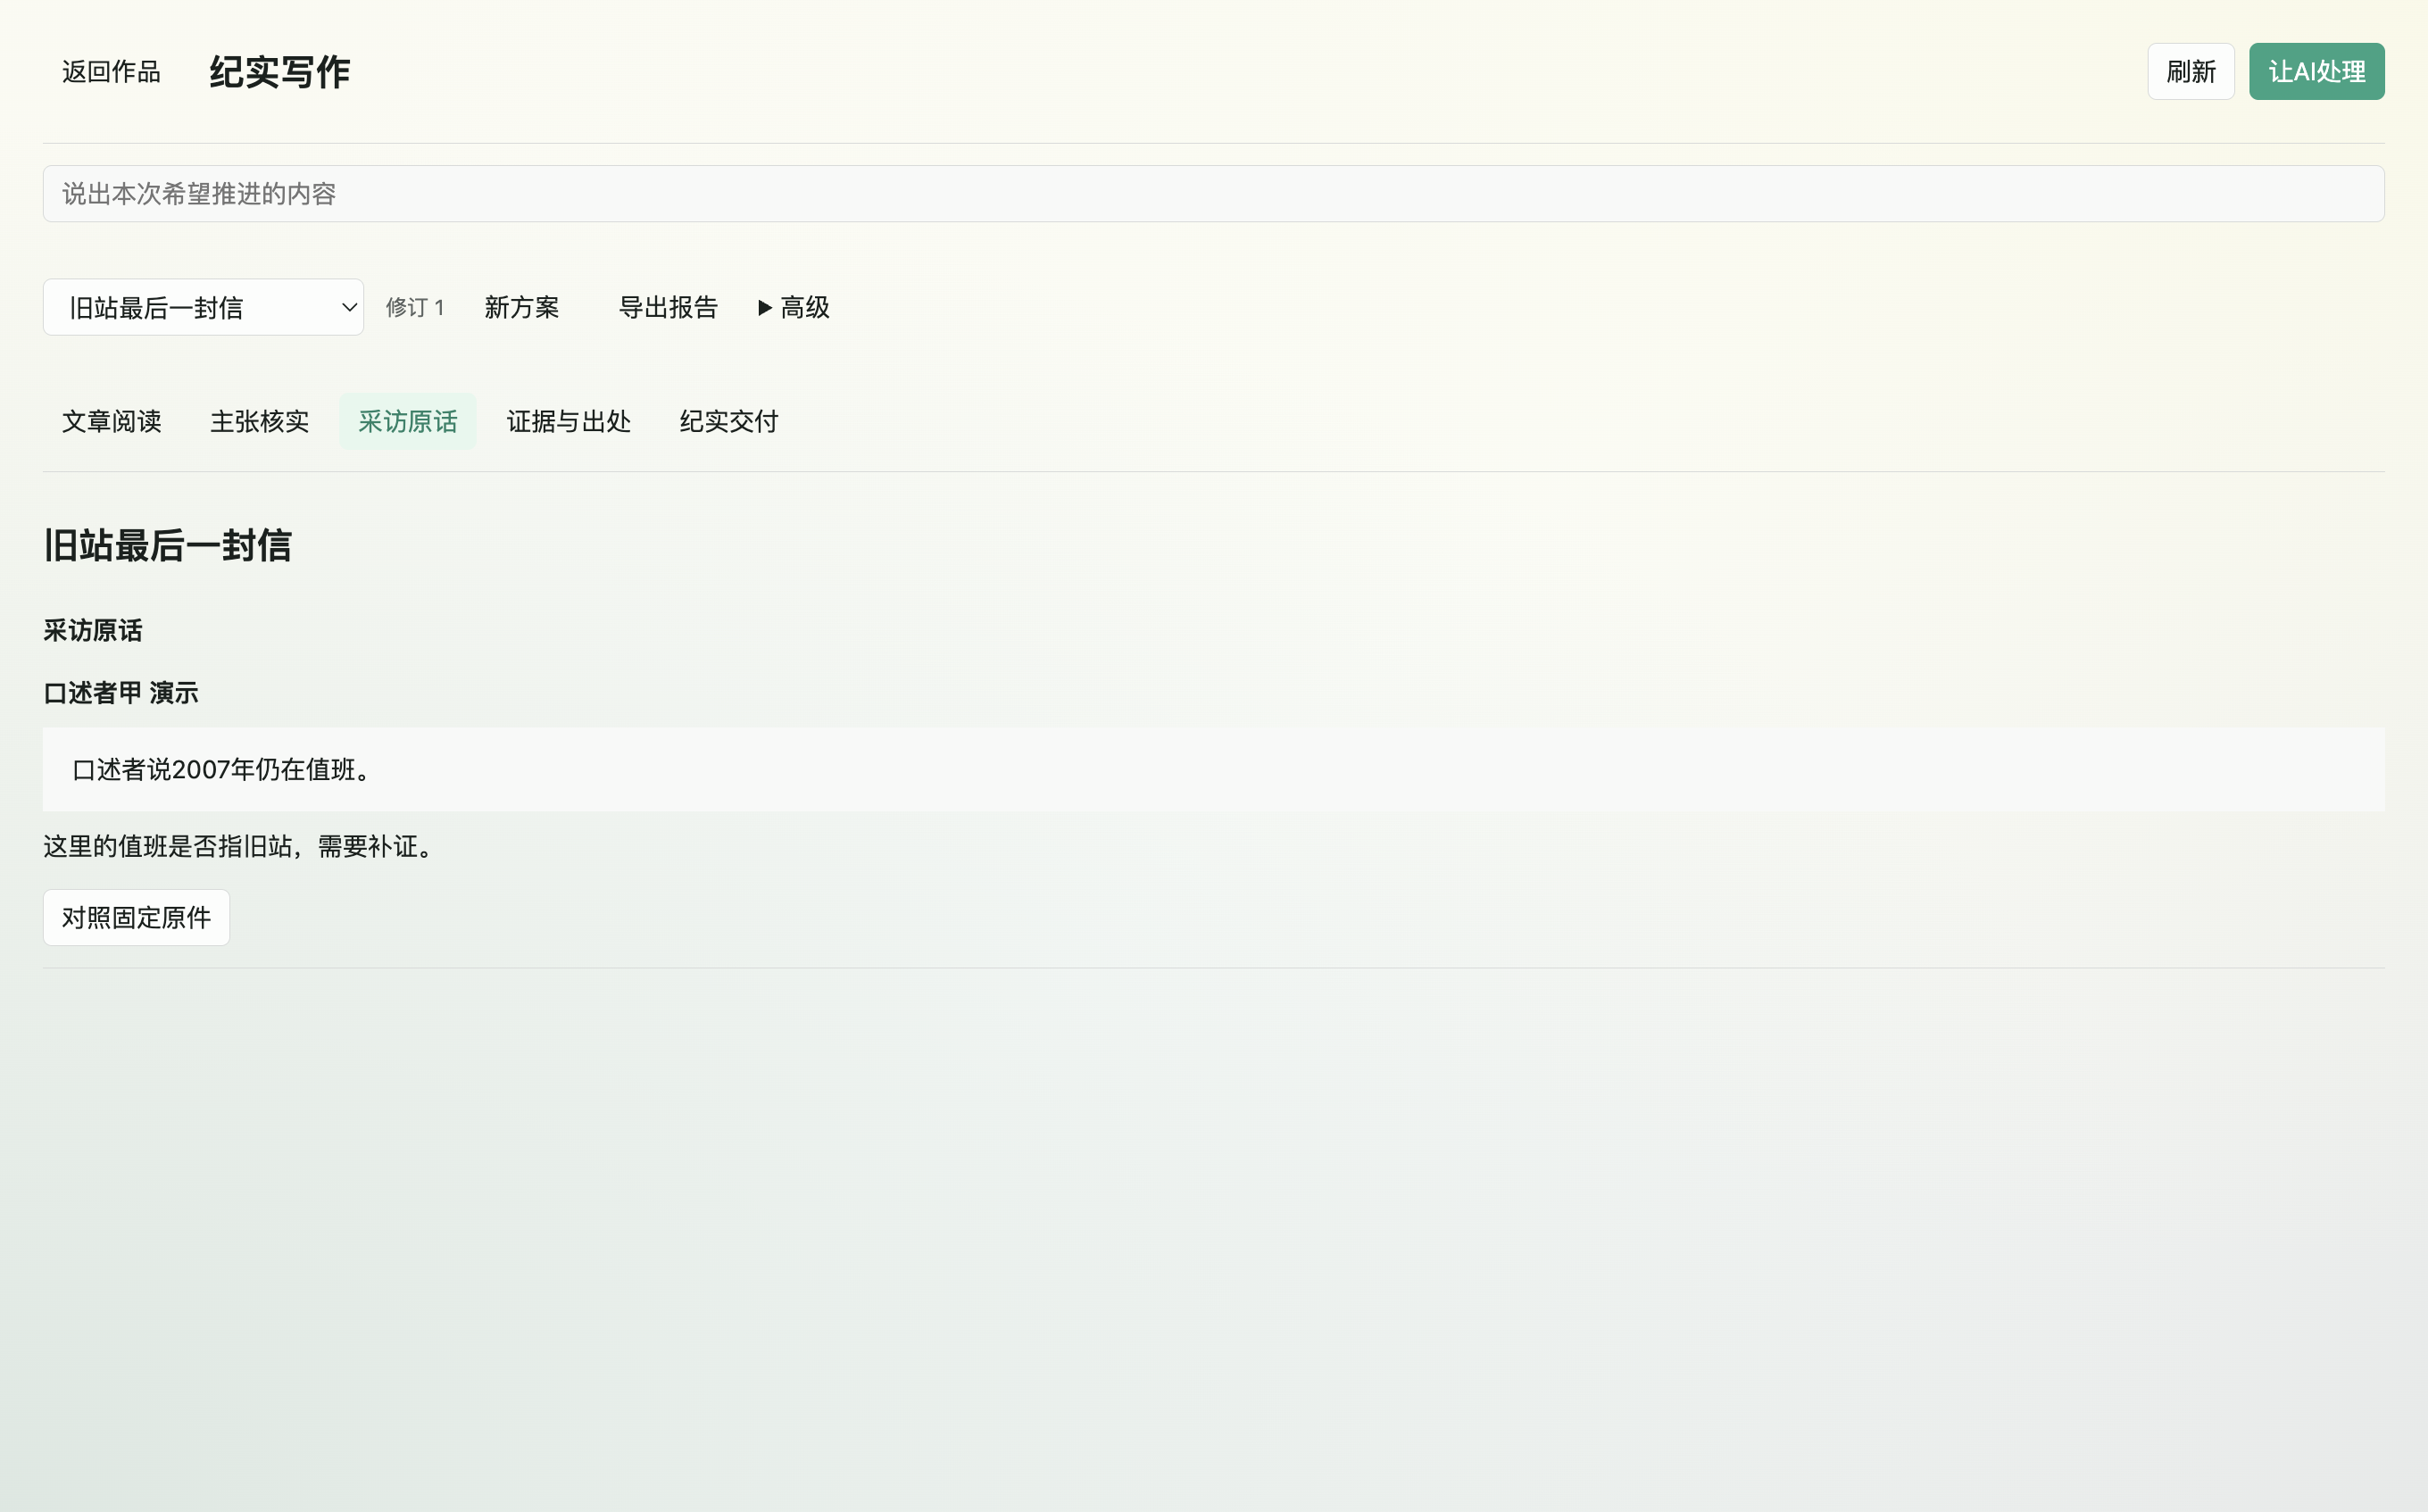 返回作品 纪实写作 刷新 让AI处理
说出本次希望推进的内容
旧站最后一封信 修订 1 新方案 导出报告 ▶ 高级
文章阅读 主张核实 采访原话 证据与出处 纪实交付
旧站最后一封信
采访原话
口述者甲 演示
口述者说2007年仍在值班。
这里的值班是否指旧站，需要补证。
对照固定原件